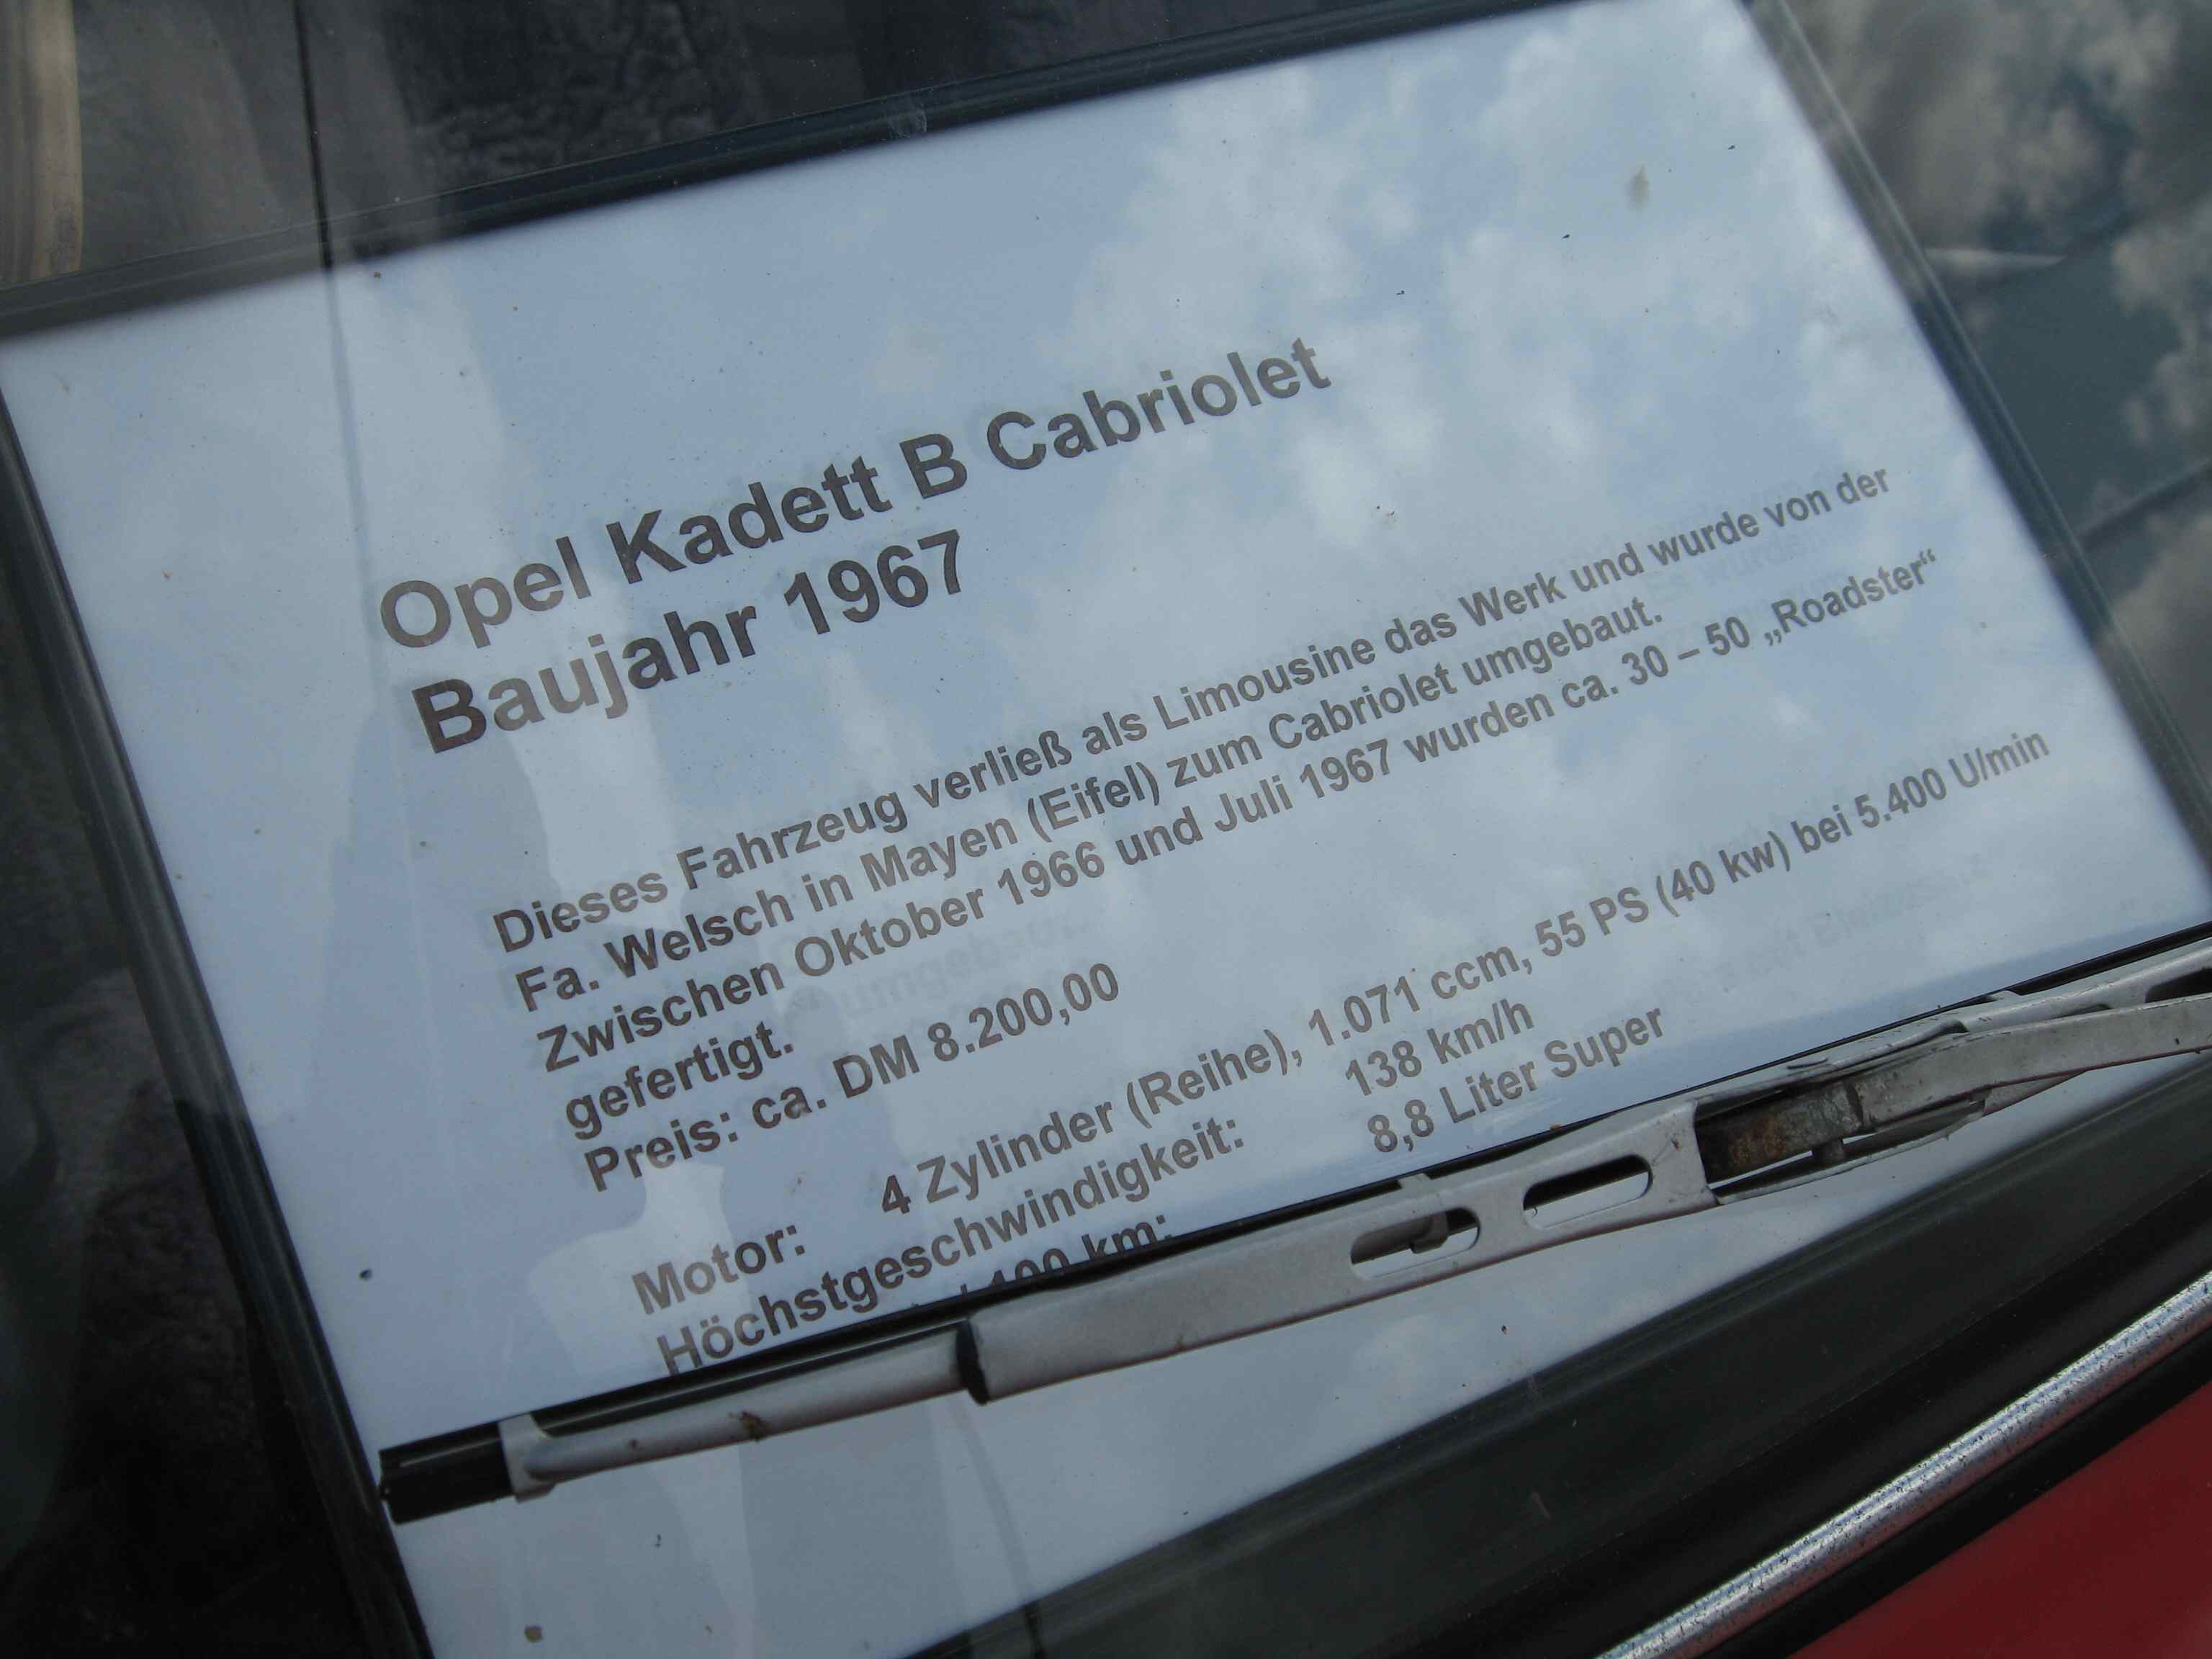 Opel Kadett B Cabriolet
Baujahr 1967
Dieses Fahrzeug verließ als Limousine das Werk und wurde von der
Fa. Welsch in Mayen (Eifel) zum Cabriolet umgebaut.
Zwischen Oktober 1966 und Juli 1967 wurden ca. 30 – 50 „Roadster“
gefertigt.
Preis: ca. DM 8.200,00
Motor: 4 Zylinder (Reihe), 1.071 ccm, 55 PS (40 kw) bei 5.400 U/min
Höchstgeschwindigkeit: 138 km/h
100 km: 8,8 Liter Super